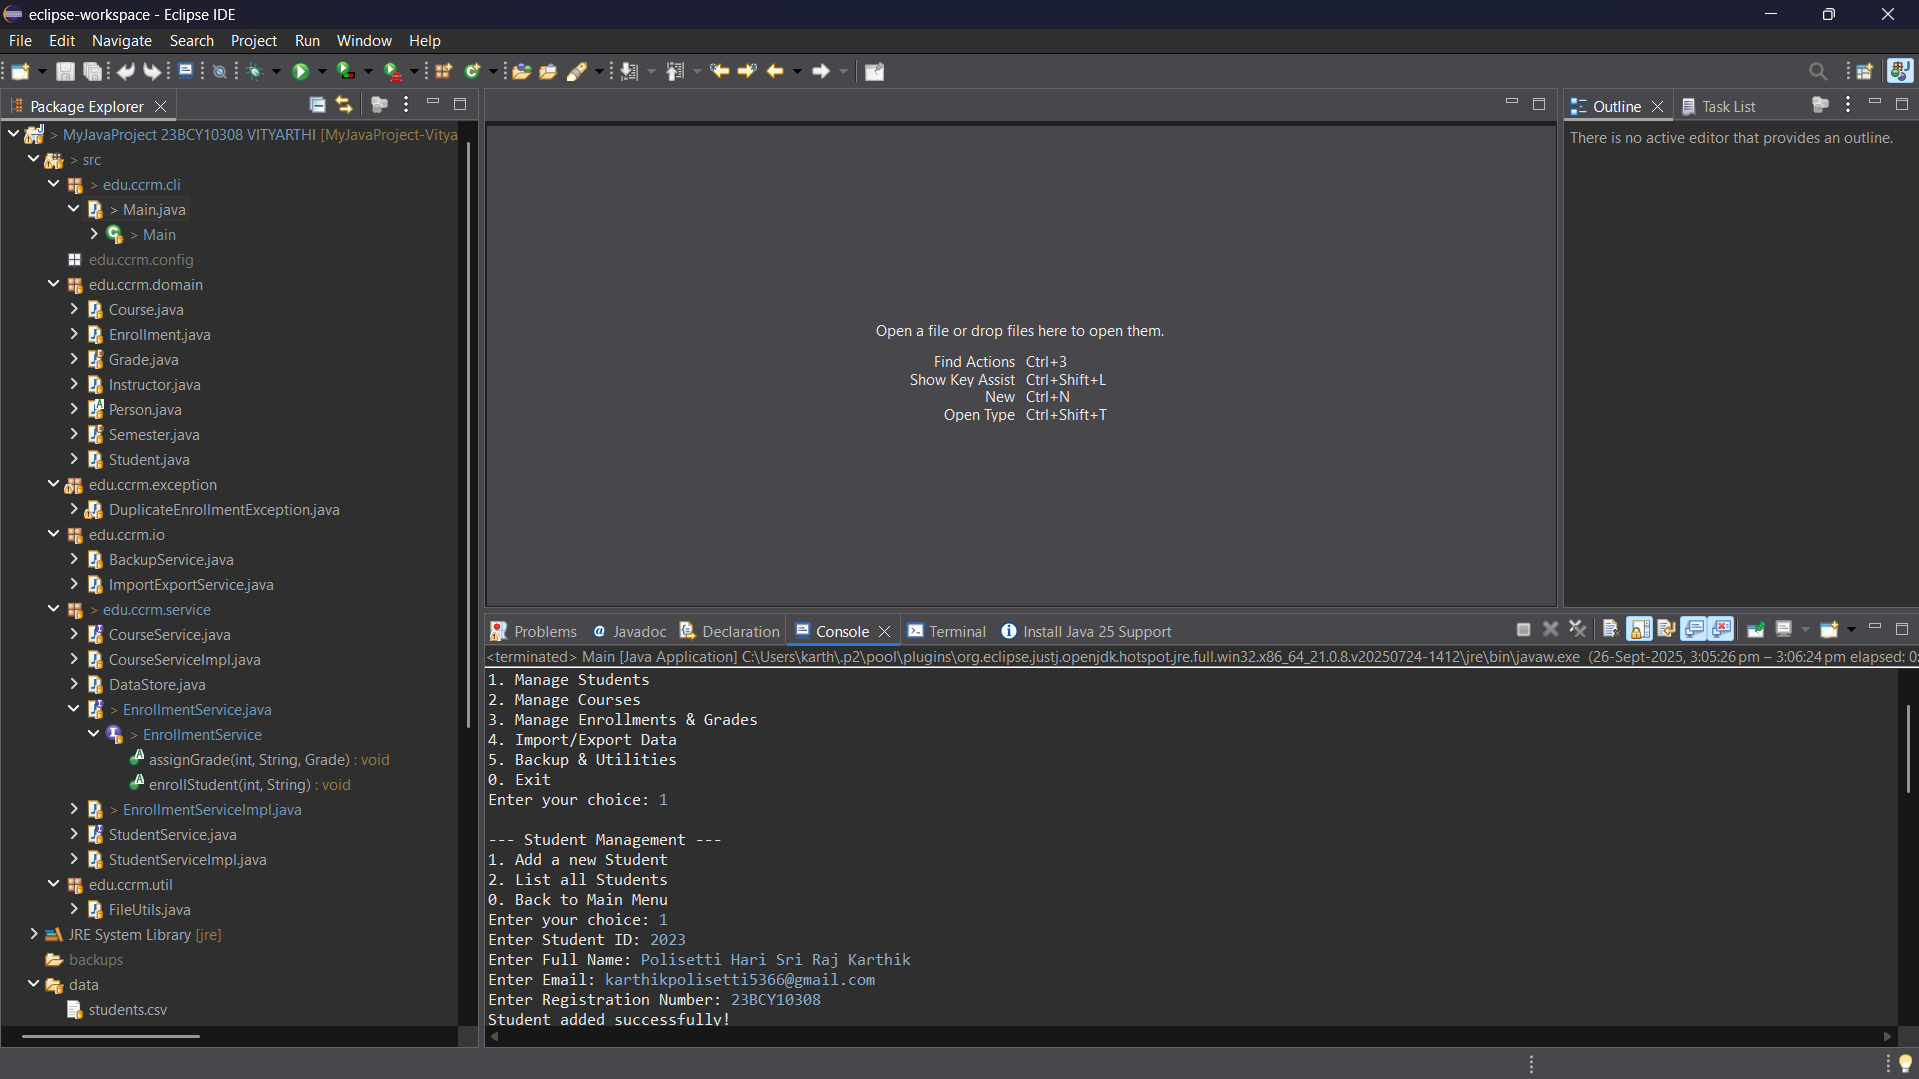 eclipse-workspace - Eclipse IDE
File Edit Navigate Search Project Run Window Help
Package Explorer
> MyJavaProject 23BCY10308 VITYARTHI [MyJavaProject-Vitya
> src
> edu.ccrm.cli
> Main.java
> Main
edu.ccrm.config
edu.ccrm.domain
Course.java
Enrollment.java
Grade.java
Instructor.java
Person.java
Semester.java
Student.java
edu.ccrm.exception
DuplicateEnrollmentException.java
edu.ccrm.io
BackupService.java
ImportExportService.java
> edu.ccrm.service
CourseService.java
CourseServiceImpl.java
DataStore.java
> EnrollmentService.java
> EnrollmentService
assignGrade(int, String, Grade) : void
enrollStudent(int, String) : void
> EnrollmentServiceImpl.java
StudentService.java
StudentServiceImpl.java
edu.ccrm.util
FileUtils.java
JRE System Library [jre]
backups
data
students.csv
Open a file or drop files here to open them.
Find Actions Ctrl+3
Show Key Assist Ctrl+Shift+L
New Ctrl+N
Open Type Ctrl+Shift+T
Outline Task List
There is no active editor that provides an outline.
Problems Javadoc Declaration Console Terminal Install Java 25 Support
<terminated> Main [Java Application] C:\Users\karth\.p2\pool\plugins\org.eclipse.justj.openjdk.hotspot.jre.full.win32.x86_64_21.0.8.v20250724-1412\jre\bin\javaw.exe (26-Sept-2025, 3:05:26 pm – 3:06:24 pm elapsed: 0
1. Manage Students
2. Manage Courses
3. Manage Enrollments & Grades
4. Import/Export Data
5. Backup & Utilities
0. Exit
Enter your choice: 1
--- Student Management ---
1. Add a new Student
2. List all Students
0. Back to Main Menu
Enter your choice: 1
Enter Student ID: 2023
Enter Full Name: Polisetti Hari Sri Raj Karthik
Enter Email: karthikpolisetti5366@gmail.com
Enter Registration Number: 23BCY10308
Student added successfully!